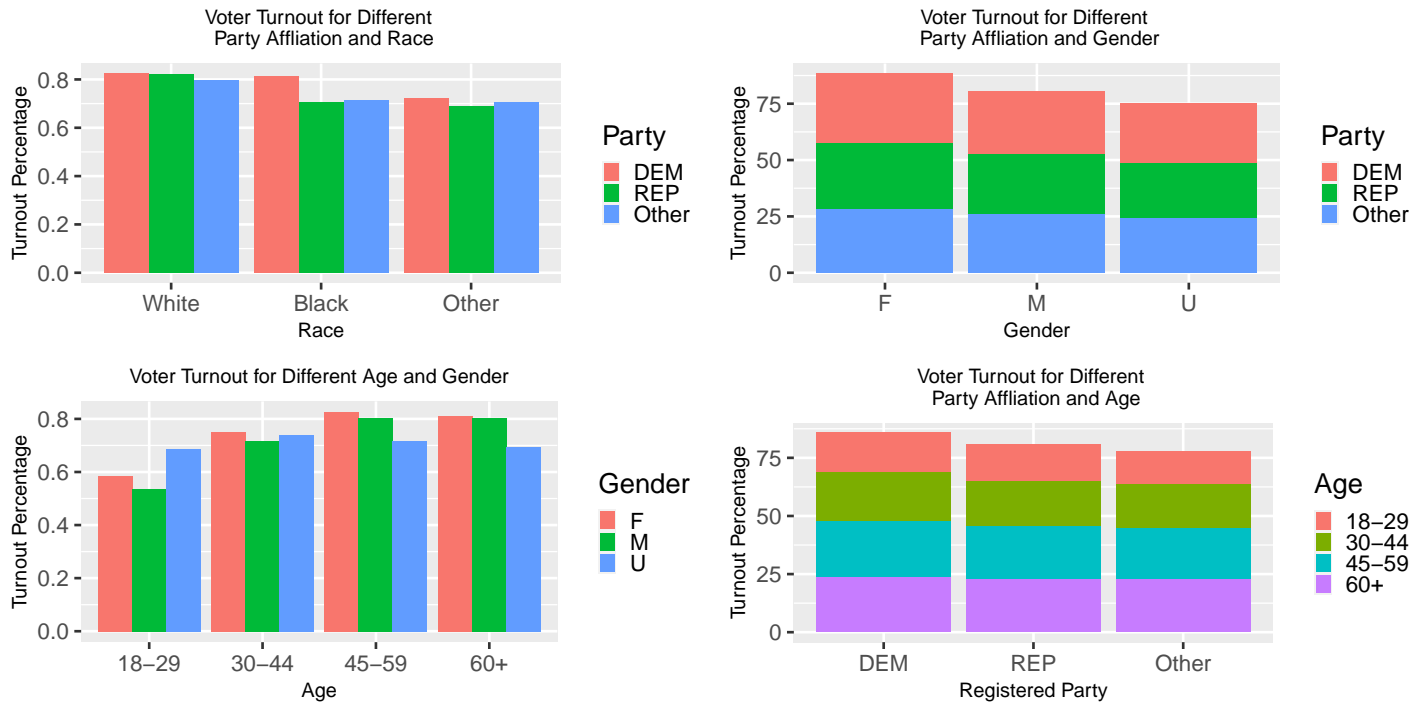 Voter Turnout for Different
Party Affliation and Race
Turnout Percentage
0.8
0.6
0.4
0.2
0.0
White Black Other
Race
Party
DEM
REP
Other
Voter Turnout for Different
Party Affliation and Gender
Turnout Percentage
75
50
25
0
F M U
Gender
Party
DEM
REP
Other
Voter Turnout for Different Age and Gender
Turnout Percentage
0.8
0.6
0.4
0.2
0.0
18−29 30−44 45−59 60+
Age
Gender
F
M
U
Voter Turnout for Different
Party Affliation and Age
Turnout Percentage
75
50
25
0
DEM REP Other
Registered Party
Age
18−29
30−44
45−59
60+